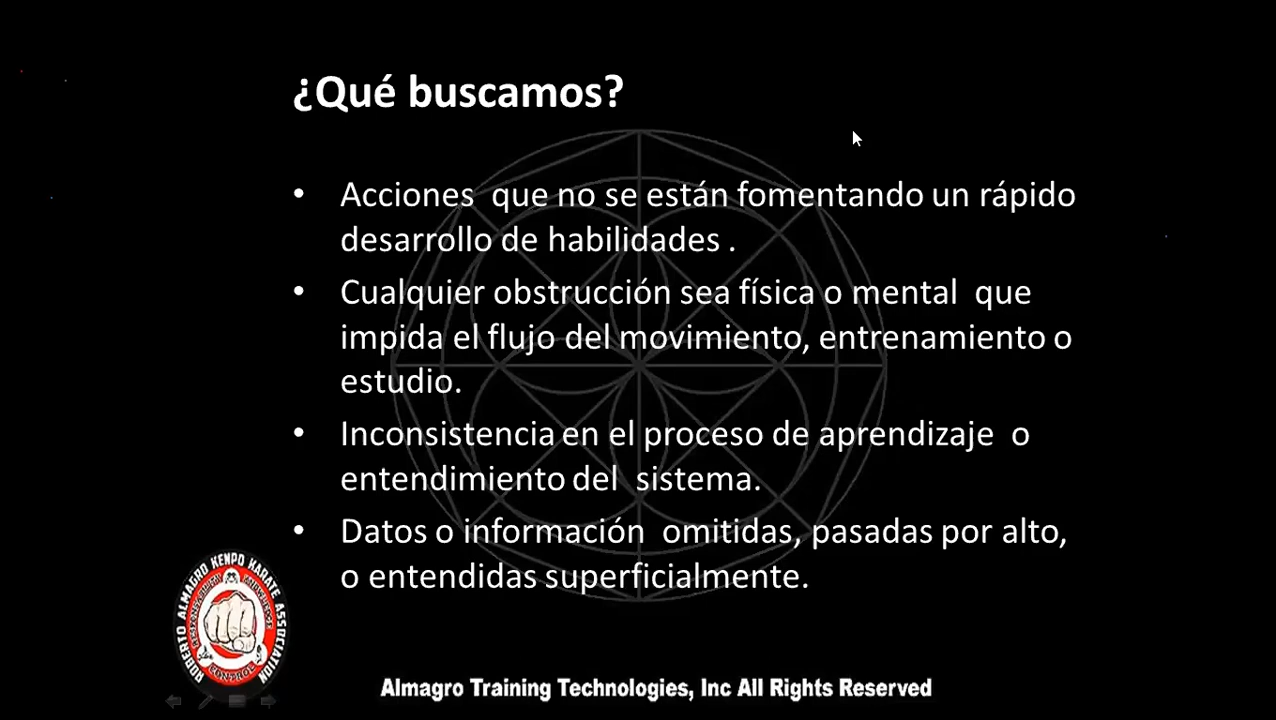 ¿Qué buscamos?
• Acciones que no se están fomentando un rápido
desarrollo de habilidades .
• Cualquier obstrucción sea física o mental que
impida el flujo del movimiento, entrenamiento o
estudio.
• Inconsistencia en el proceso de aprendizaje o
entendimiento del sistema.
• Datos o información omitidas, pasadas por alto,
o entendidas superficialmente.
ROBERTO ALMAGRO KENPO KARATE ASSOCIATION
CONTROL
Almagro Training Technologies, Inc All Rights Reserved